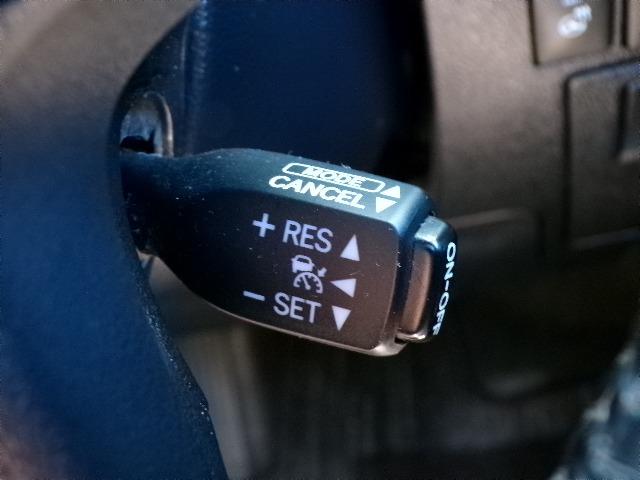 MODE
CANCEL
+ RES
- SET
ON-OFF